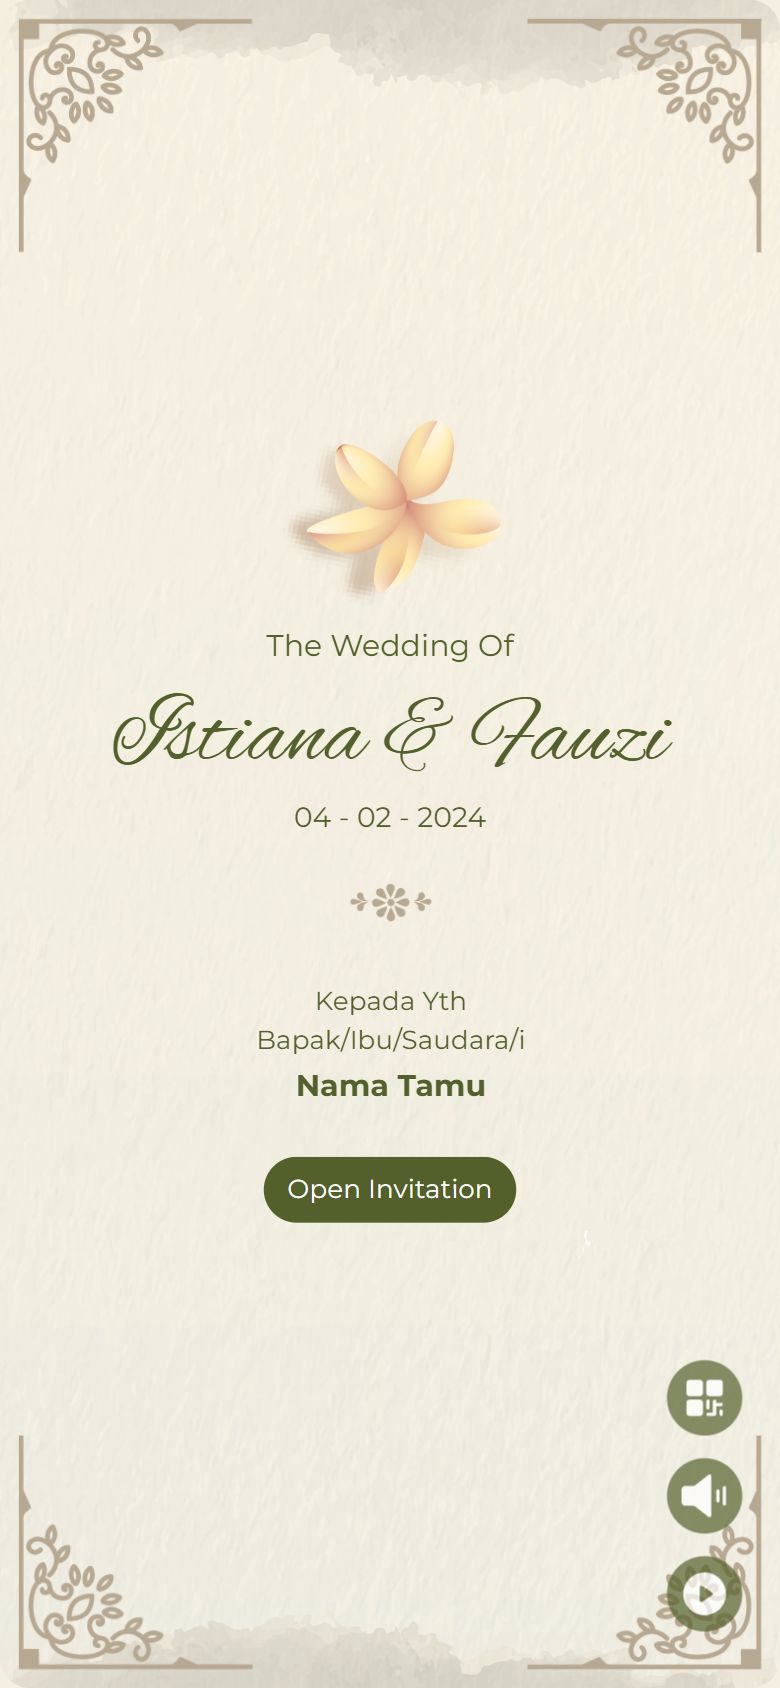 The Wedding Of
Istiana & Fauzi
04 - 02 - 2024
Kepada Yth
Bapak/Ibu/Saudara/i
Nama Tamu
Open Invitation